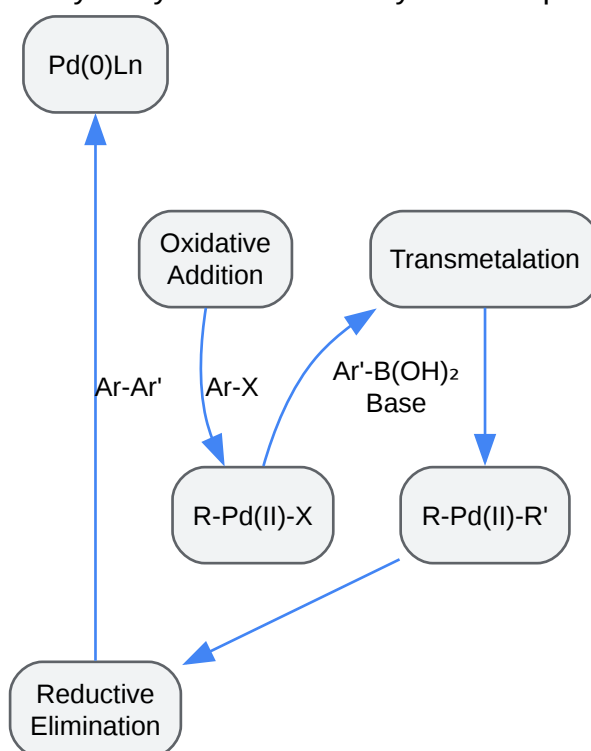 Pd(0)Ln
Oxidative
Addition
Transmetalation
Ar-Ar'
Ar-X
Ar'-B(OH)₂
Base
R-Pd(II)-X
R-Pd(II)-R'
Reductive
Elimination